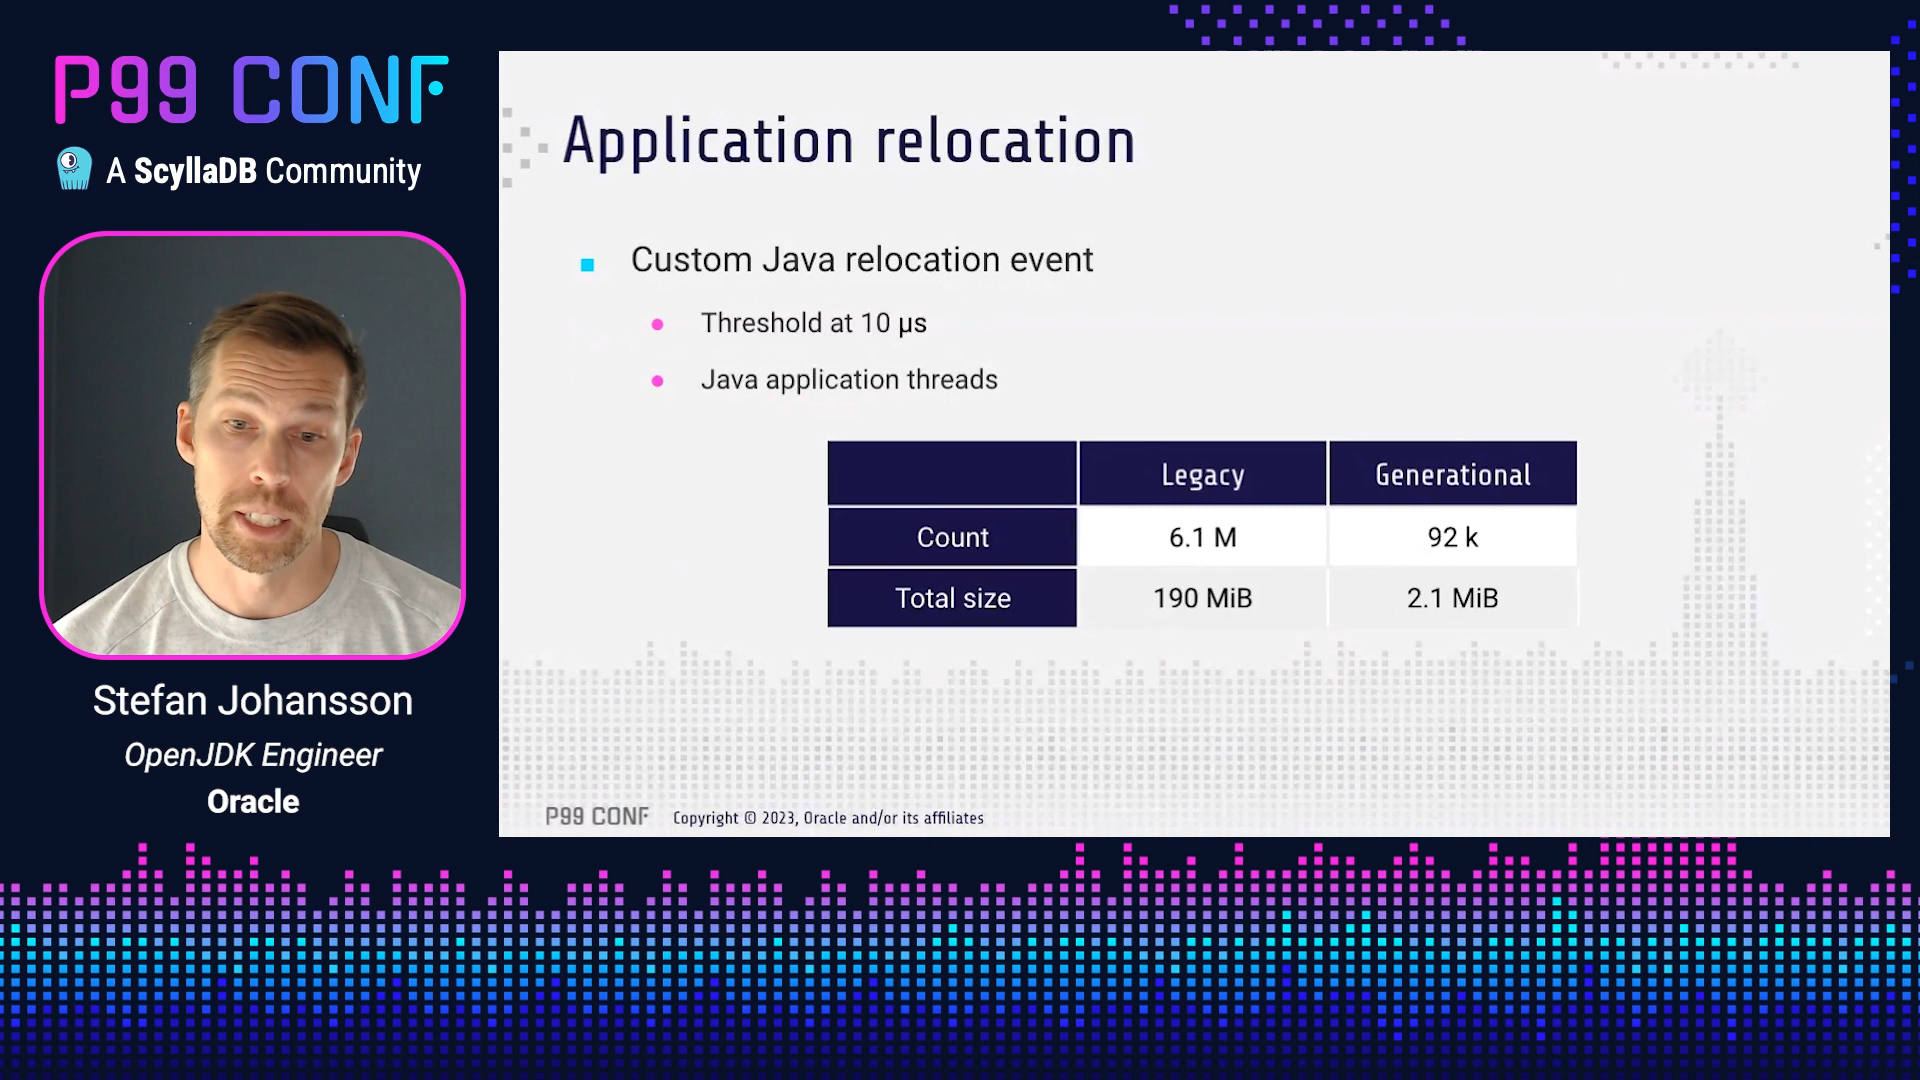 P99 CONF
A ScyllaDB Community
Stefan Johansson
OpenJDK Engineer
Oracle
Application relocation
Custom Java relocation event
Threshold at 10 µs
Java application threads
Legacy Generational
Count 6.1 M 92 k
Total size 190 MiB 2.1 MiB
P99 CONF Copyright © 2023, Oracle and/or its affiliates